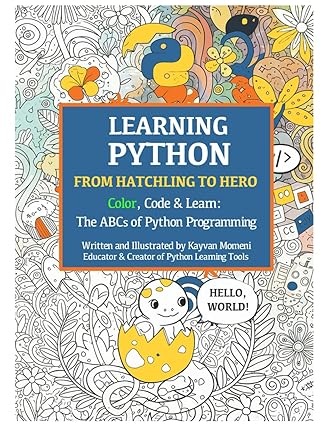 LEARNING
PYTHON
FROM HATCHLING TO HERO
Color, Code & Learn:
The ABCs of Python Programming
Written and Illustrated by Kayvan Momeni
Educator & Creator of Python Learning Tools
</>
HELLO,
WORLD!